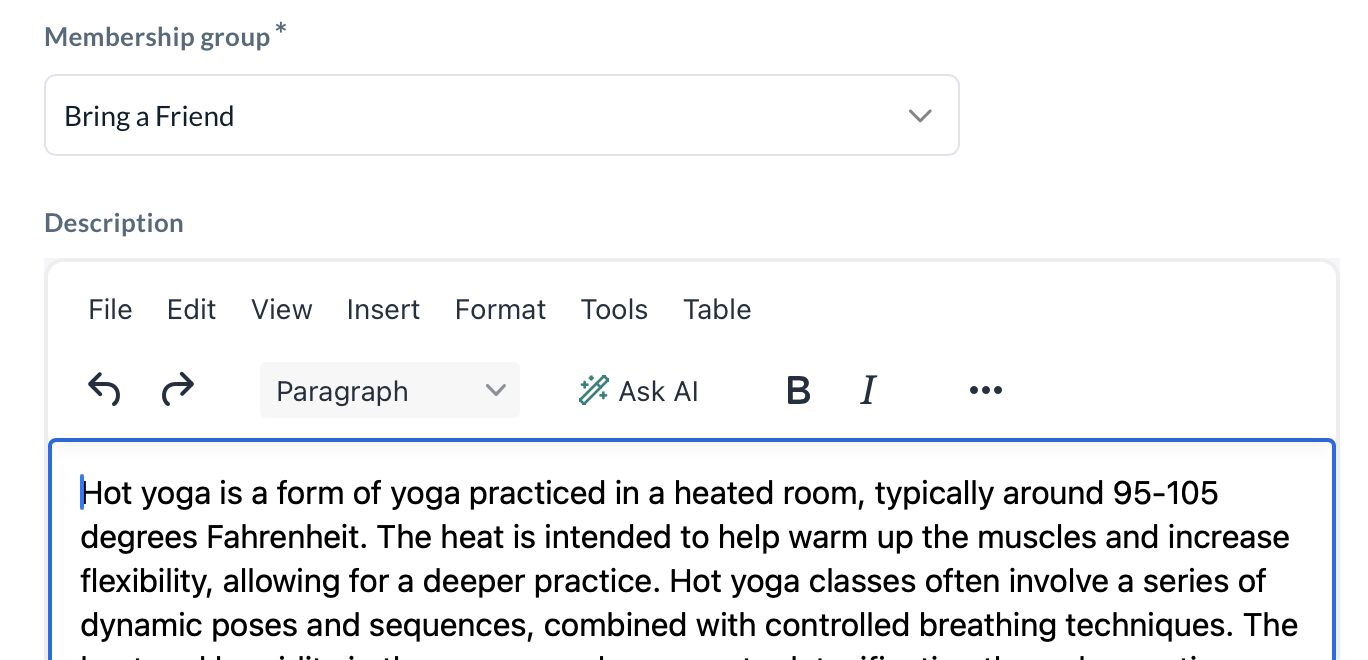 Membership group *
Bring a Friend
Description
File Edit View Insert Format Tools Table
Paragraph Ask AI B I
Hot yoga is a form of yoga practiced in a heated room, typically around 95-105
degrees Fahrenheit. The heat is intended to help warm up the muscles and increase
flexibility, allowing for a deeper practice. Hot yoga classes often involve a series of
dynamic poses and sequences, combined with controlled breathing techniques. The